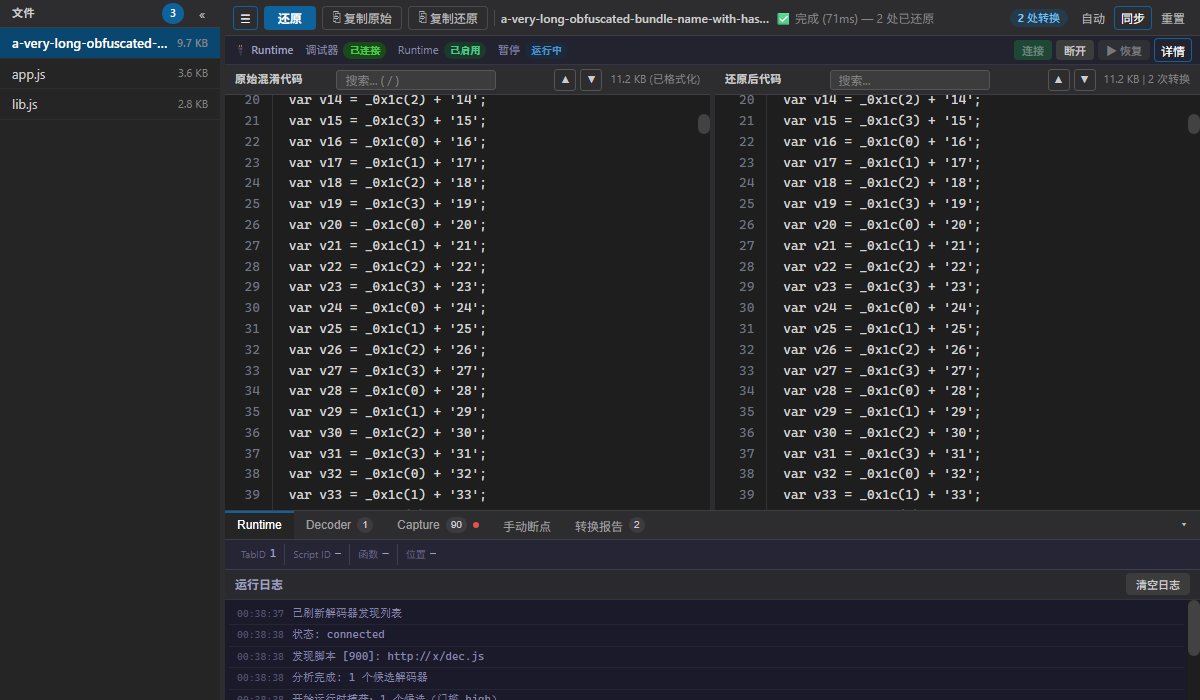 文件 3 «
a-very-long-obfuscated-... 9.7 KB
app.js 3.6 KB
lib.js 2.8 KB
☰ 还原 复制原始 复制还原 a-very-long-obfuscated-bundle-name-with-has... ✅ 完成 (71ms) — 2 处已还原 2 处转换 自动 同步 重置
Runtime 调试器 已连接 Runtime 已启用 暂停 运行中 连接 断开 ▶ 恢复 详情
原始混淆代码 搜索... ( / ) ▲ ▼ 11.2 KB (已格式化)
20 var v14 = _0x1c(2) + '14';
21 var v15 = _0x1c(3) + '15';
22 var v16 = _0x1c(0) + '16';
23 var v17 = _0x1c(1) + '17';
24 var v18 = _0x1c(2) + '18';
25 var v19 = _0x1c(3) + '19';
26 var v20 = _0x1c(0) + '20';
27 var v21 = _0x1c(1) + '21';
28 var v22 = _0x1c(2) + '22';
29 var v23 = _0x1c(3) + '23';
30 var v24 = _0x1c(0) + '24';
31 var v25 = _0x1c(1) + '25';
32 var v26 = _0x1c(2) + '26';
33 var v27 = _0x1c(3) + '27';
34 var v28 = _0x1c(0) + '28';
35 var v29 = _0x1c(1) + '29';
36 var v30 = _0x1c(2) + '30';
37 var v31 = _0x1c(3) + '31';
38 var v32 = _0x1c(0) + '32';
39 var v33 = _0x1c(1) + '33';
还原后代码 搜索... ▲ ▼ 11.2 KB | 2 次转换
20 var v14 = _0x1c(2) + '14';
21 var v15 = _0x1c(3) + '15';
22 var v16 = _0x1c(0) + '16';
23 var v17 = _0x1c(1) + '17';
24 var v18 = _0x1c(2) + '18';
25 var v19 = _0x1c(3) + '19';
26 var v20 = _0x1c(0) + '20';
27 var v21 = _0x1c(1) + '21';
28 var v22 = _0x1c(2) + '22';
29 var v23 = _0x1c(3) + '23';
30 var v24 = _0x1c(0) + '24';
31 var v25 = _0x1c(1) + '25';
32 var v26 = _0x1c(2) + '26';
33 var v27 = _0x1c(3) + '27';
34 var v28 = _0x1c(0) + '28';
35 var v29 = _0x1c(1) + '29';
36 var v30 = _0x1c(2) + '30';
37 var v31 = _0x1c(3) + '31';
38 var v32 = _0x1c(0) + '32';
39 var v33 = _0x1c(1) + '33';
Runtime Decoder 1 Capture 90 手动断点 转换报告 2
TabID 1 Script ID — 函数 — 位置 —
运行日志 清空日志
00:38:37 已刷新解码器发现列表
00:38:38 状态: connected
00:38:38 发现脚本 [900]: http://x/dec.js
00:38:38 分析完成: 1 个候选解码器
00:38:38 开始运行时捕获: 1 个候选 (门槛 high)